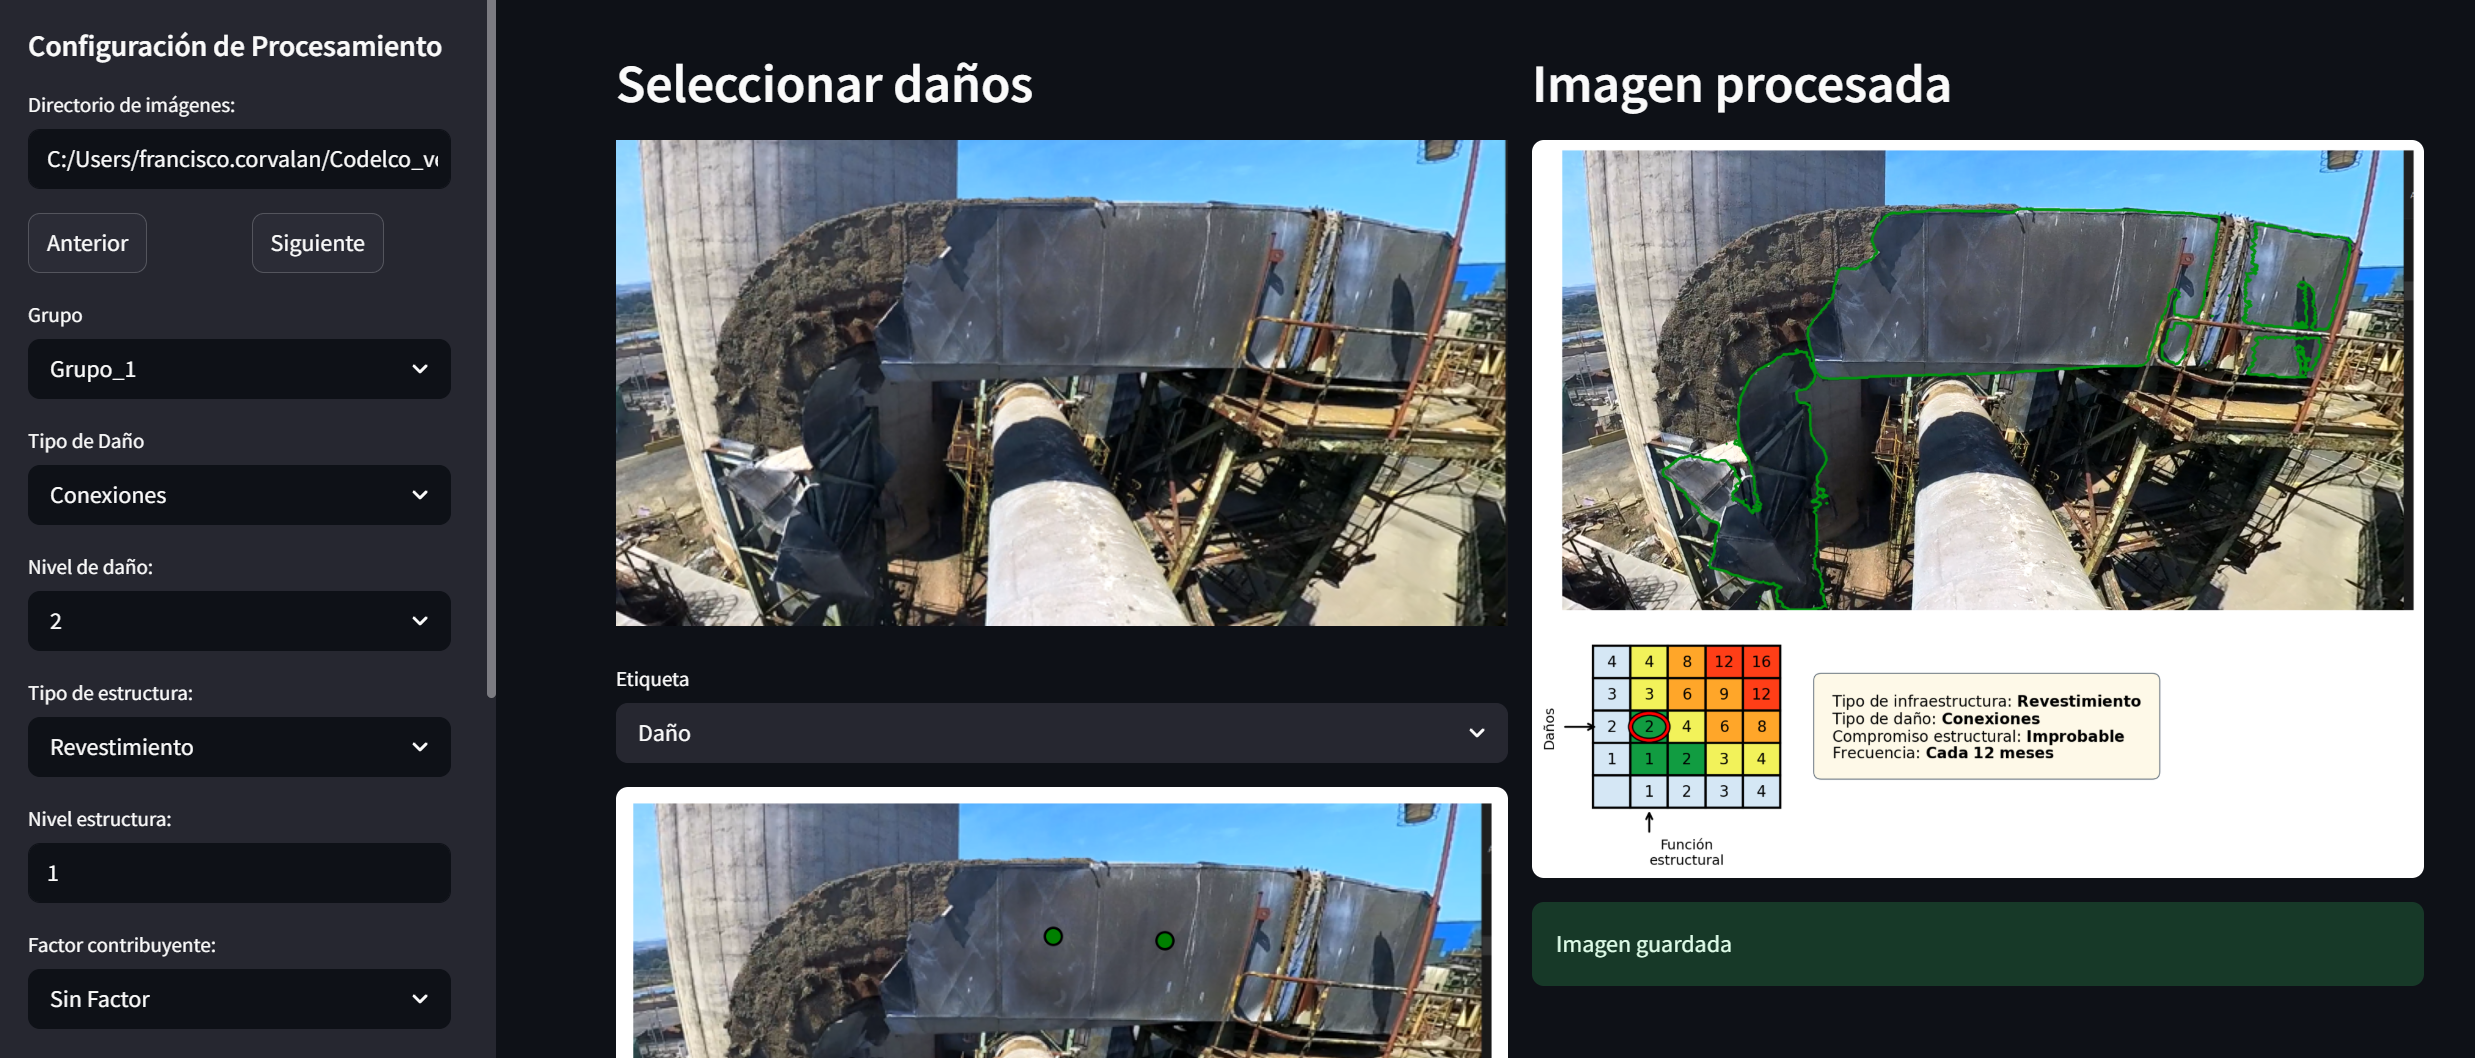 Configuración de Procesamiento
Directorio de imágenes:
C:/Users/francisco.corvalan/Codelco_v
Anterior
Siguiente
Grupo
Grupo_1
Tipo de Daño
Conexiones
Nivel de daño:
2
Tipo de estructura:
Revestimiento
Nivel estructura:
1
Factor contribuyente:
Sin Factor
Seleccionar daños
Etiqueta
Daño
Imagen procesada
4 4 8 12 16
3 3 6 9 12
Daños
2 2 4 6 8
1 1 2 3 4
1 2 3 4
Función
estructural
Tipo de infraestructura: Revestimiento
Tipo de daño: Conexiones
Compromiso estructural: Improbable
Frecuencia: Cada 12 meses
Imagen guardada